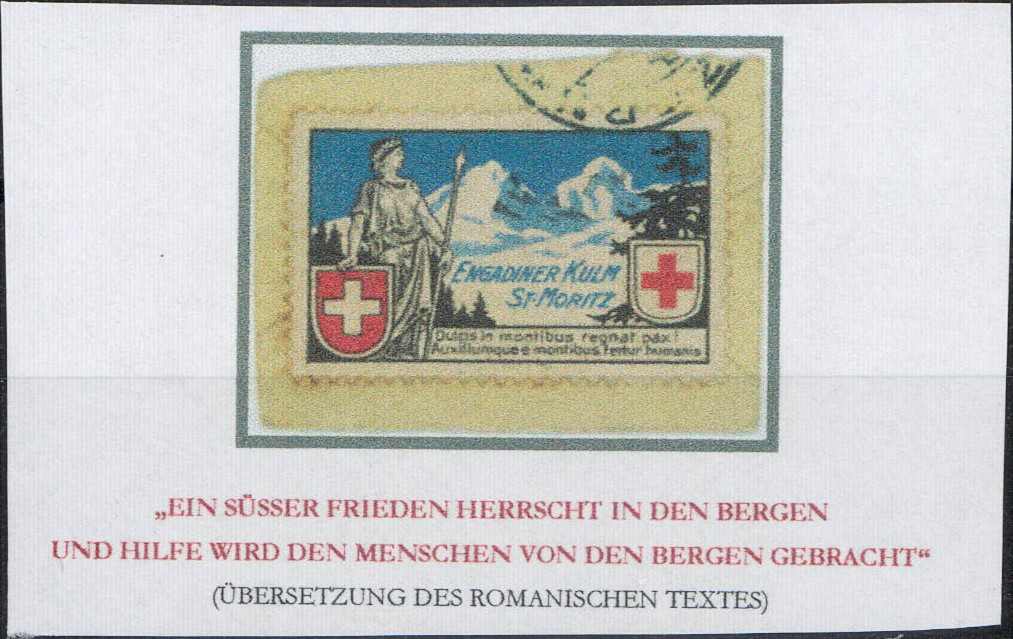 ENGADINER KULM
ST-MORITZ
Dulcis in montibus regnat pax!
Auxiliumque e montibus fertur humanis
„EIN SÜSSER FRIEDEN HERRSCHT IN DEN BERGEN
UND HILFE WIRD DEN MENSCHEN VON DEN BERGEN GEBRACHT“
(ÜBERSETZUNG DES ROMANISCHEN TEXTES)